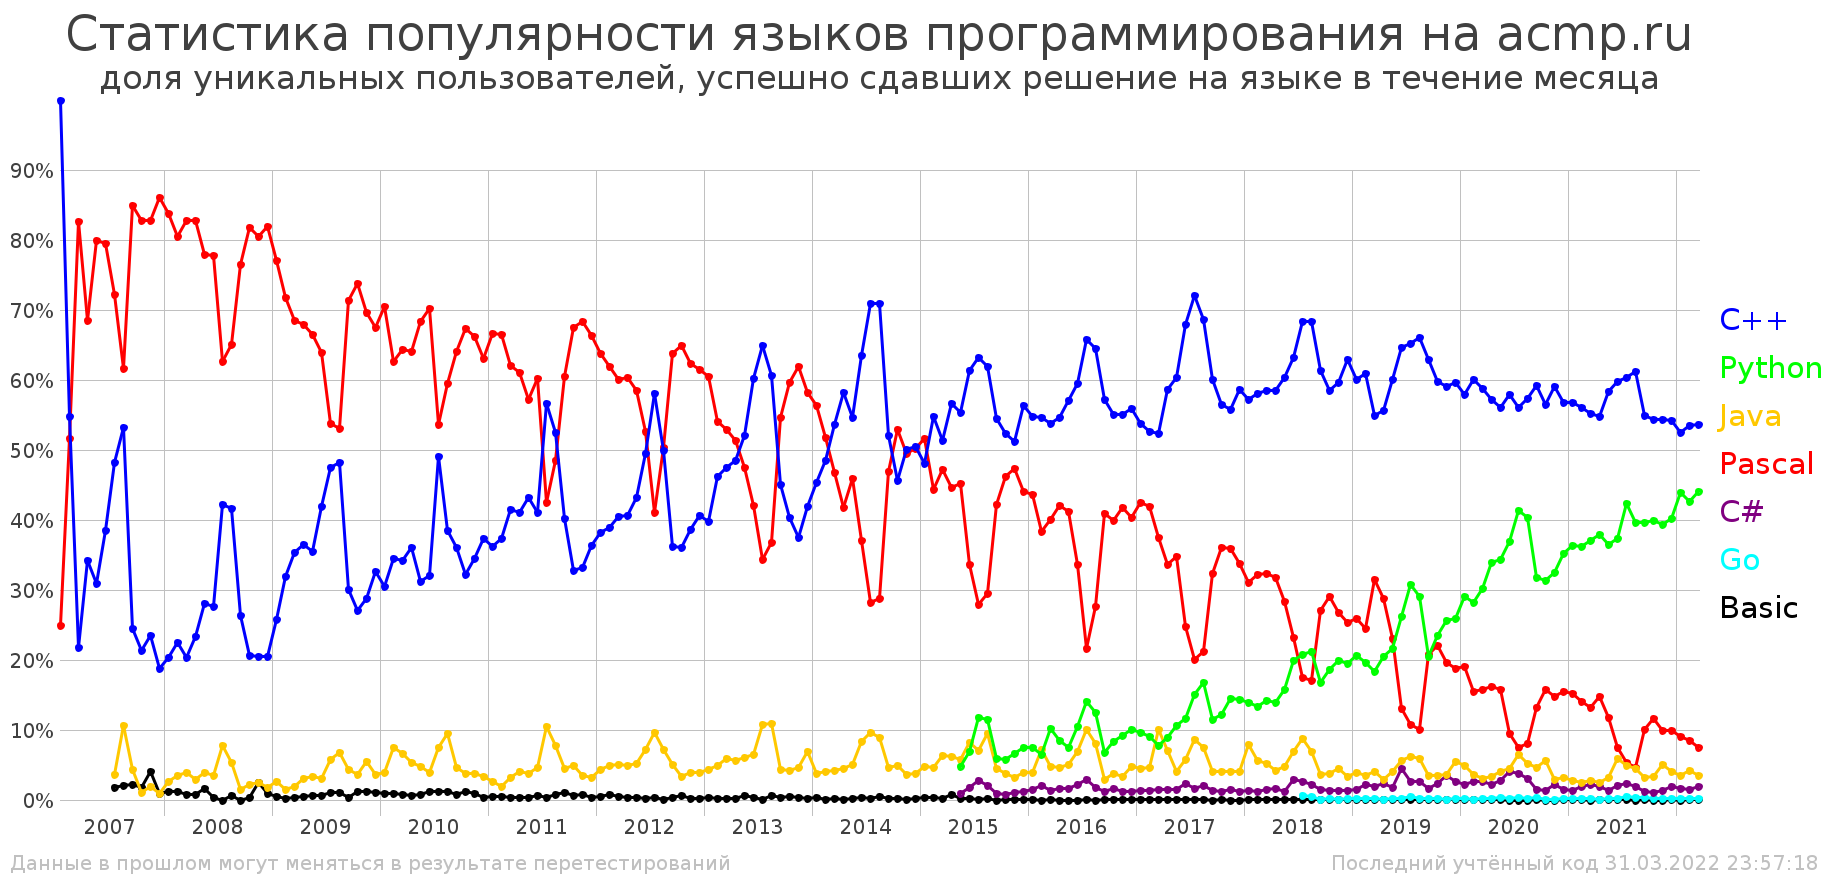 Статистика популярности языков программирования на acmp.ru
доля уникальных пользователей, успешно сдавших решение на языке в течение месяца
90%
80%
70%
60%
50%
40%
30%
20%
10%
0%
C++
Python
Java
Pascal
C#
Go
Basic
2007 2008 2009 2010 2011 2012 2013 2014 2015 2016 2017 2018 2019 2020 2021
Данные в прошлом могут меняться в результате перетестирований
Последний учтённый код 31.03.2022 23:57:18